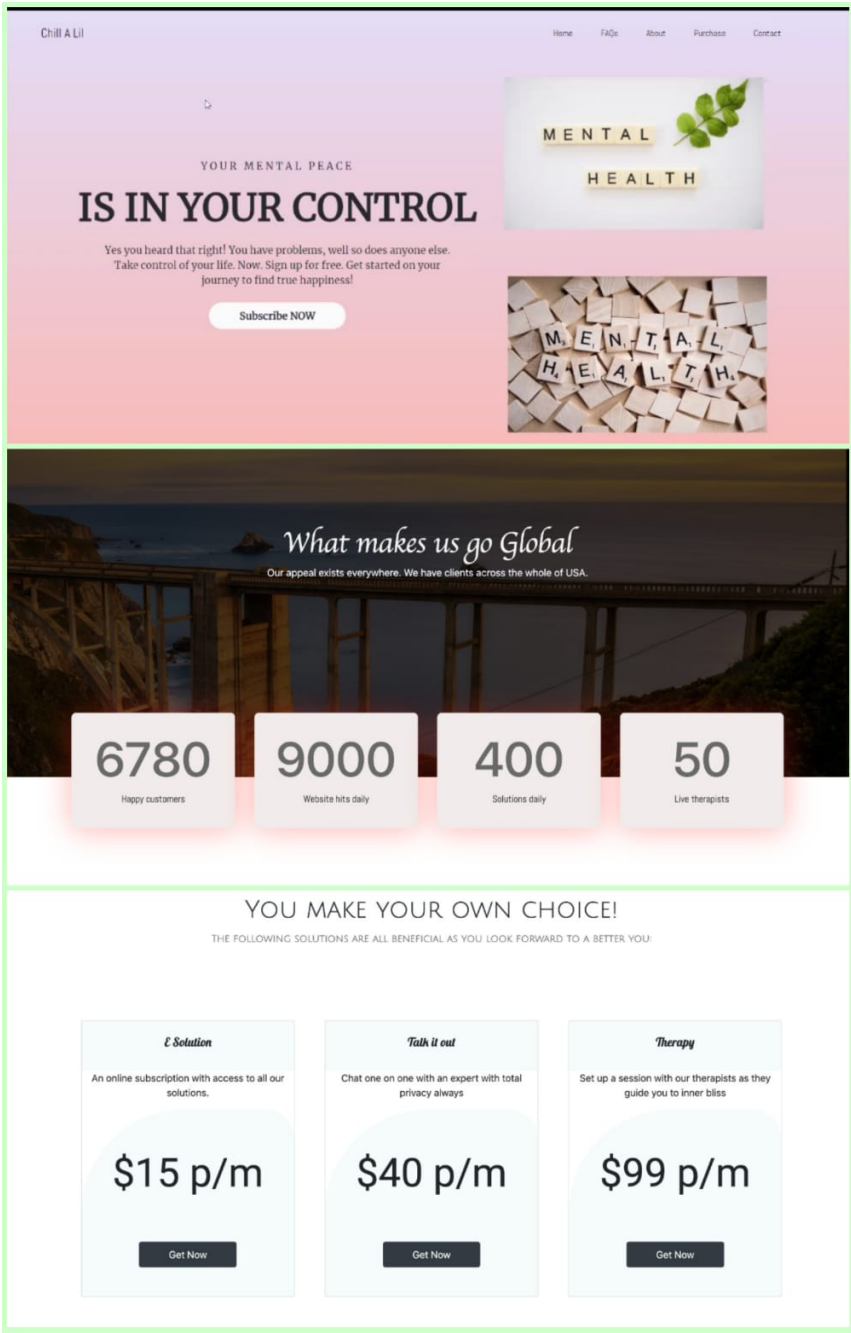 Chill A Lil
Home FAQs About Purchase Contact
MENTAL
HEALTH
YOUR MENTAL PEACE
IS IN YOUR CONTROL
Yes you heard that right! You have problems, well so does anyone else.
Take control of your life. Now. Sign up for free. Get started on your
journey to find true happiness!
Subscribe NOW
MENTAL
HEALTH
What makes us go Global
Our appeal exists everywhere. We have clients across the whole of USA.
6780 9000 400 50
Happy customers Website hits daily Solutions daily Live therapists
YOU MAKE YOUR OWN CHOICE!
THE FOLLOWING SOLUTIONS ARE ALL BENEFICIAL AS YOU LOOK FORWARD TO A BETTER YOU:
E Solution
An online subscription with access to all our
solutions.
$15 p/m
Get Now
Talk it out
Chat one on one with an expert with total
privacy always
$40 p/m
Get Now
Therapy
Set up a session with our therapists as they
guide you to inner bliss
$99 p/m
Get Now